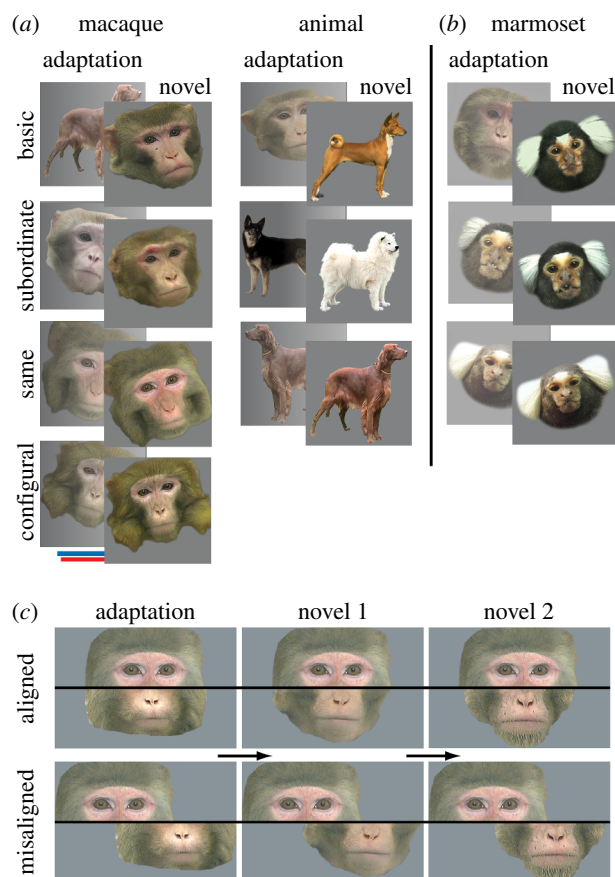 (a) macaque animal (b) marmoset
adaptation adaptation adaptation
novel novel novel
basic
subordinate
same
configural
(c) adaptation novel 1 novel 2
aligned
misaligned